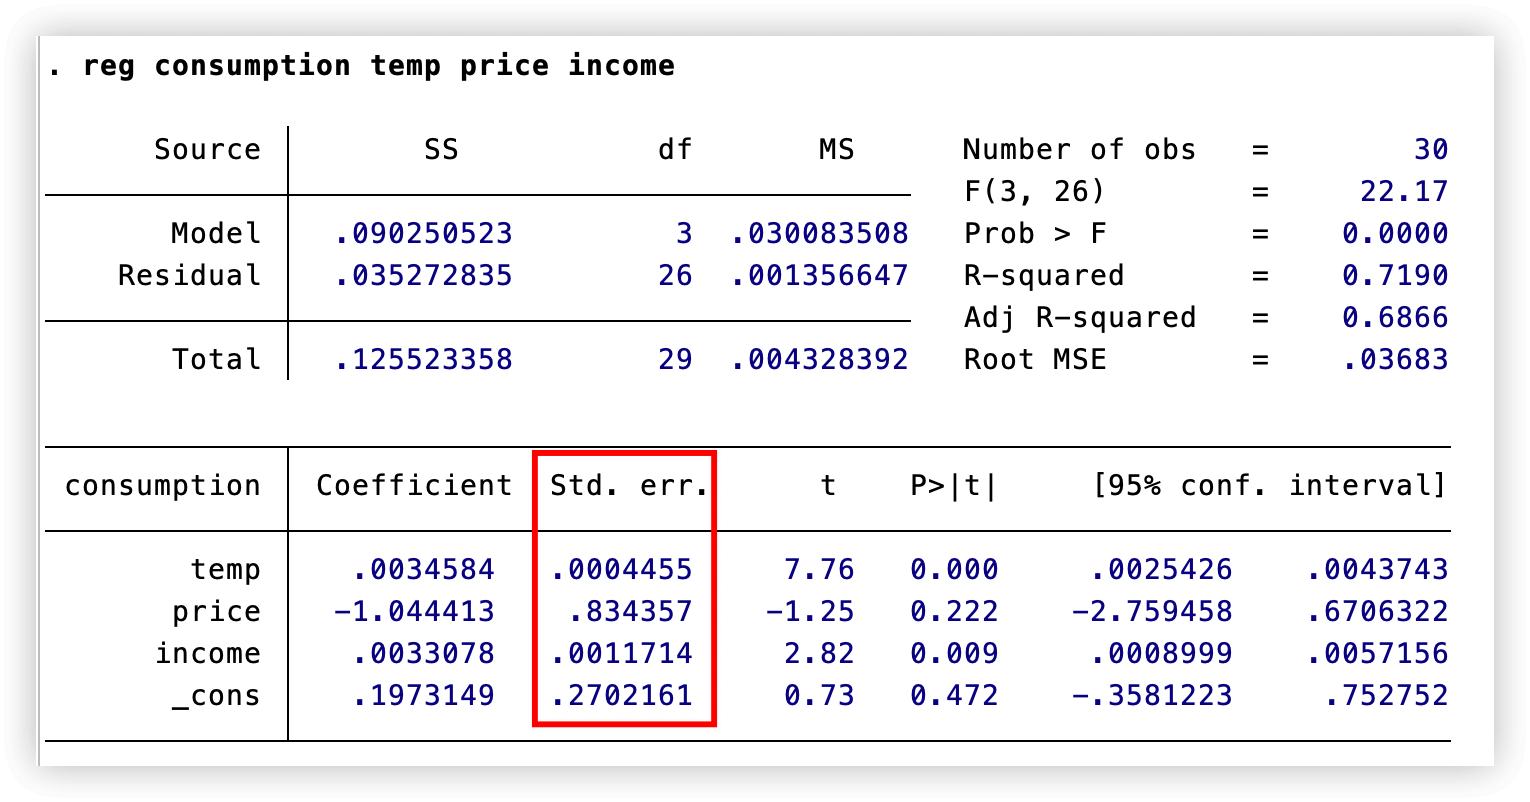 . reg consumption temp price income
Source SS df MS Number of obs = 30
F(3, 26) = 22.17
Model .090250523 3 .030083508 Prob > F = 0.0000
Residual .035272835 26 .001356647 R-squared = 0.7190
Adj R-squared = 0.6866
Total .125523358 29 .004328392 Root MSE = .03683
consumption Coefficient Std. err. t P>|t| [95% conf. interval]
temp .0034584 .0004455 7.76 0.000 .0025426 .0043743
price -1.044413 .834357 -1.25 0.222 -2.759458 .6706322
income .0033078 .0011714 2.82 0.009 .0008999 .0057156
_cons .1973149 .2702161 0.73 0.472 -.3581223 .752752